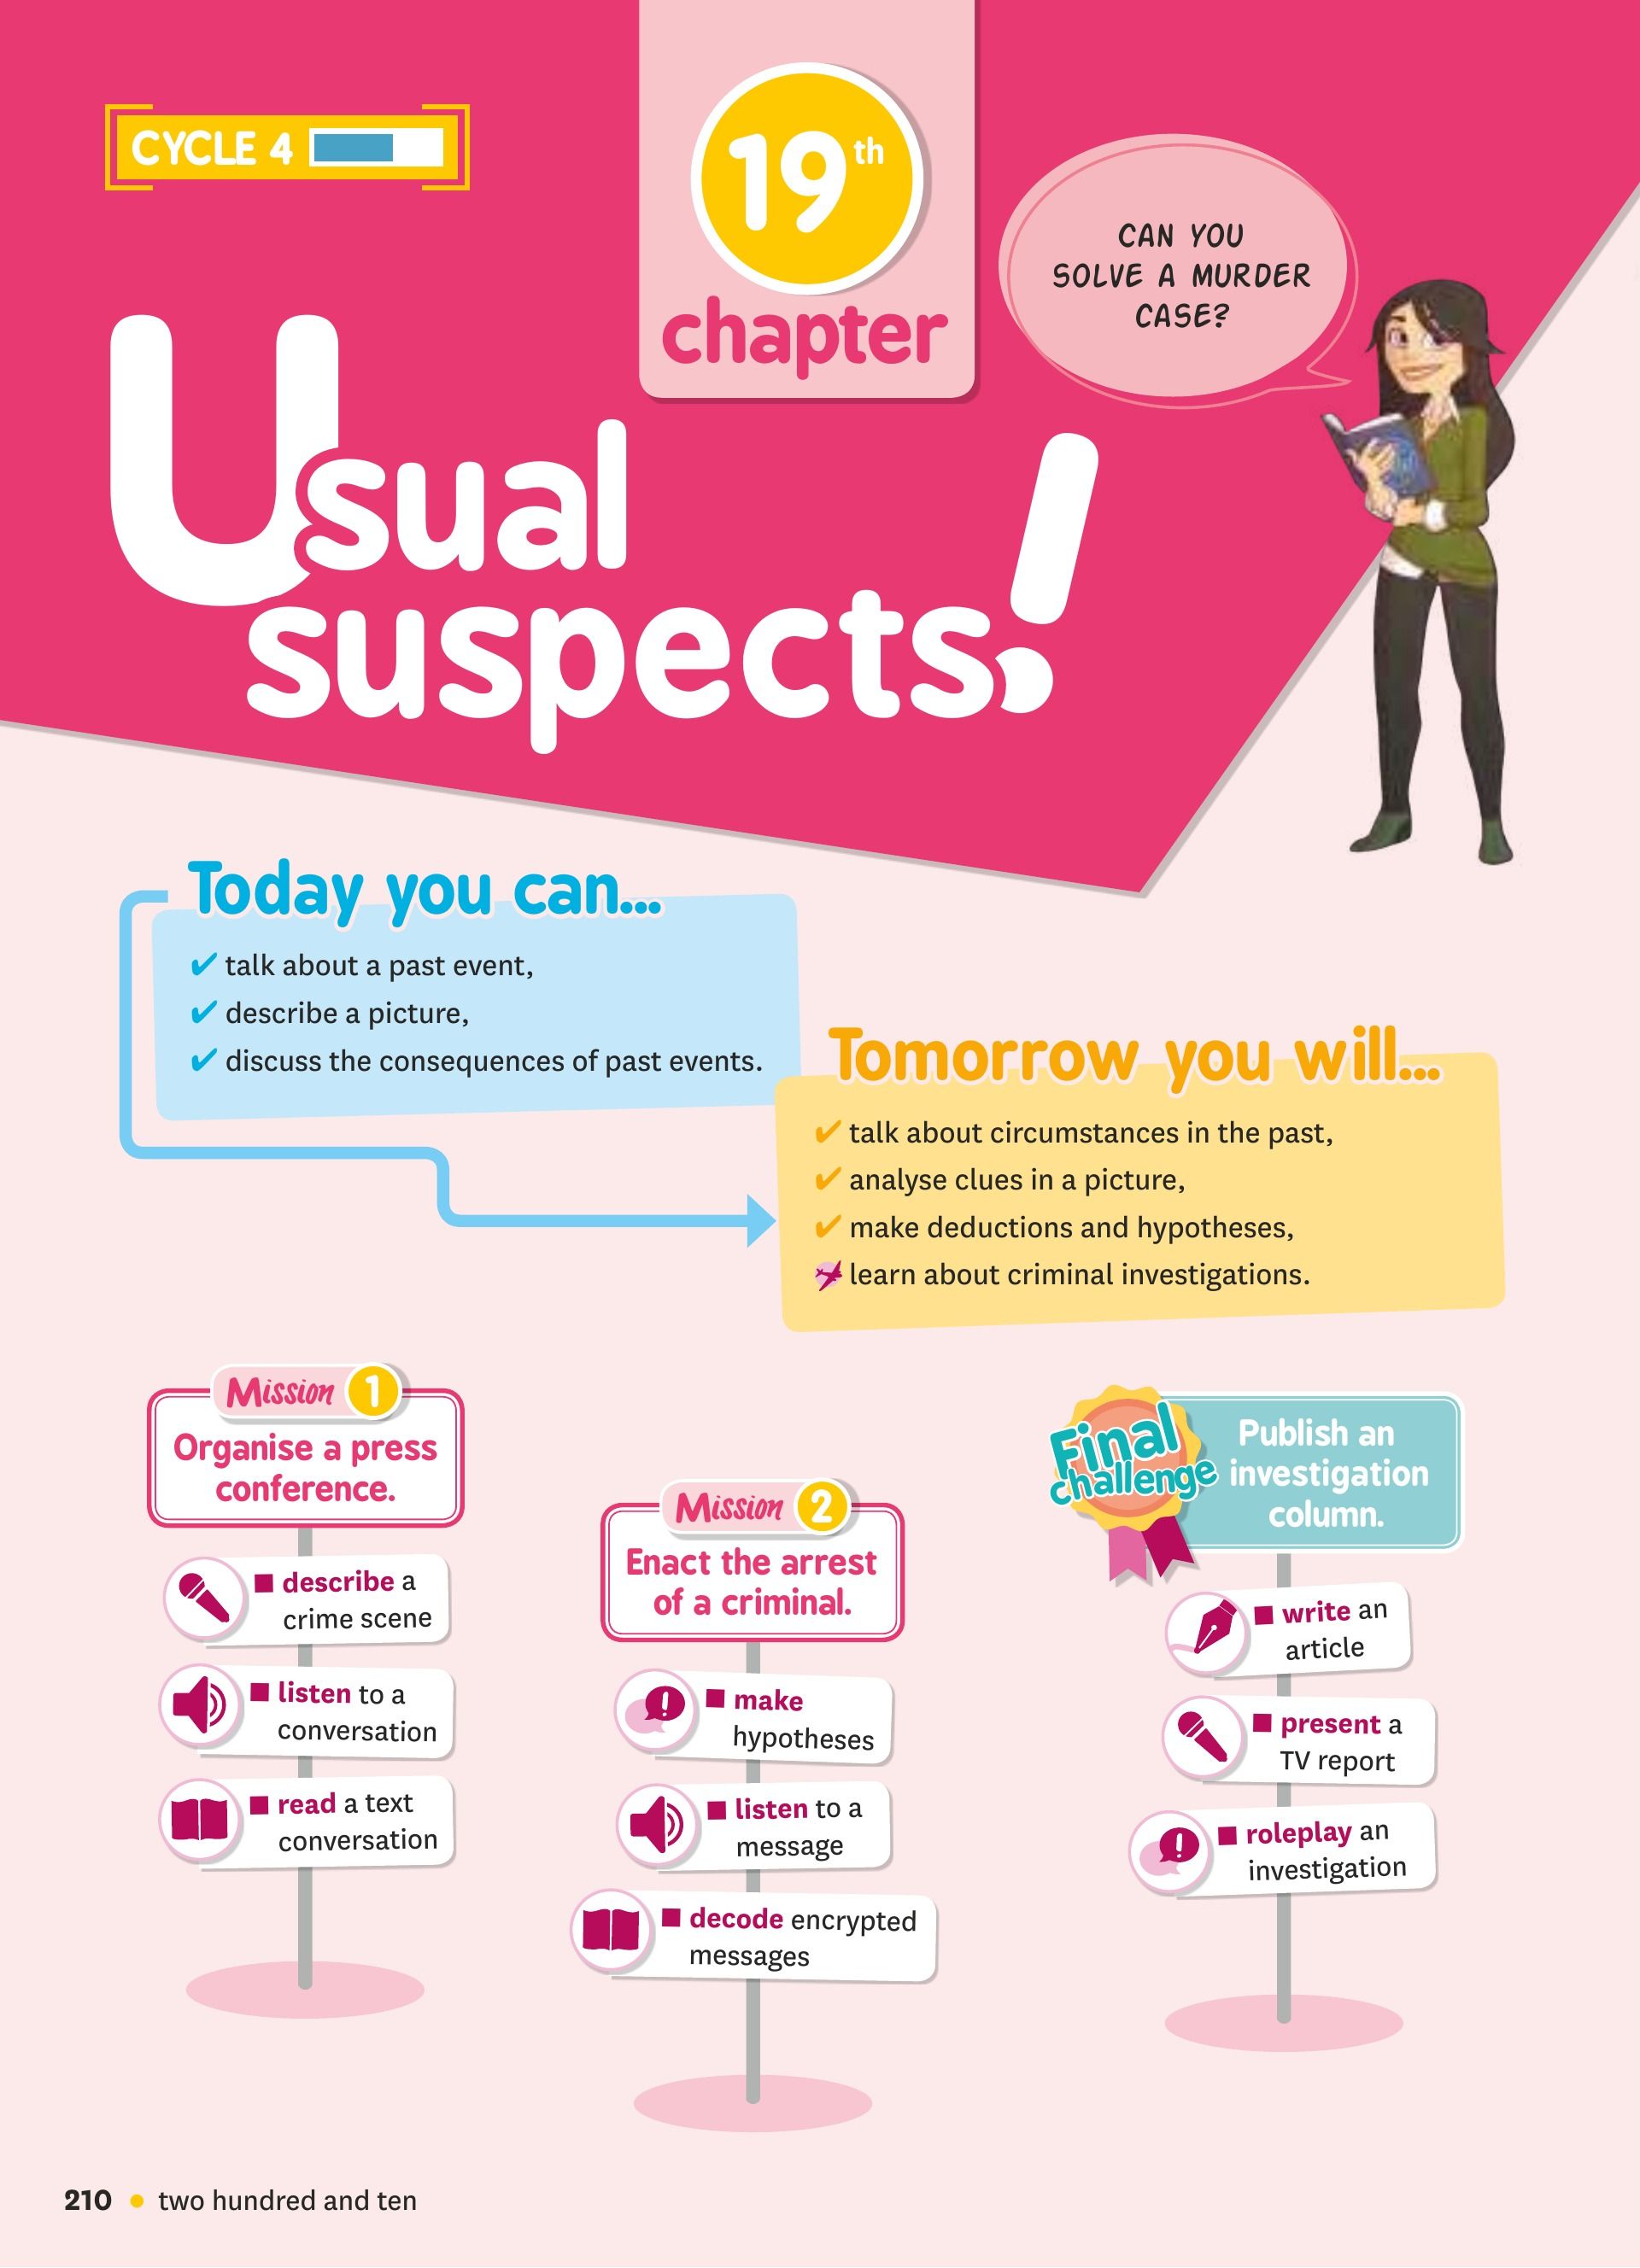 CYCLE 4
19th
chapter
CAN YOU
SOLVE A MURDER
CASE?
Usual
suspects!
Today you can...
✔ talk about a past event,
✔ describe a picture,
✔ discuss the consequences of past events.
Tomorrow you will...
✔ talk about circumstances in the past,
✔ analyse clues in a picture,
✔ make deductions and hypotheses,
learn about criminal investigations.
Mission 1
Organise a press
conference.
■ describe a
crime scene
■ listen to a
conversation
■ read a text
conversation
Mission 2
Enact the arrest
of a criminal.
■ make
hypotheses
■ listen to a
message
■ decode encrypted
messages
Final
challenge
Publish an
investigation
column.
■ write an
article
■ present a
TV report
■ roleplay an
investigation
210 • two hundred and ten